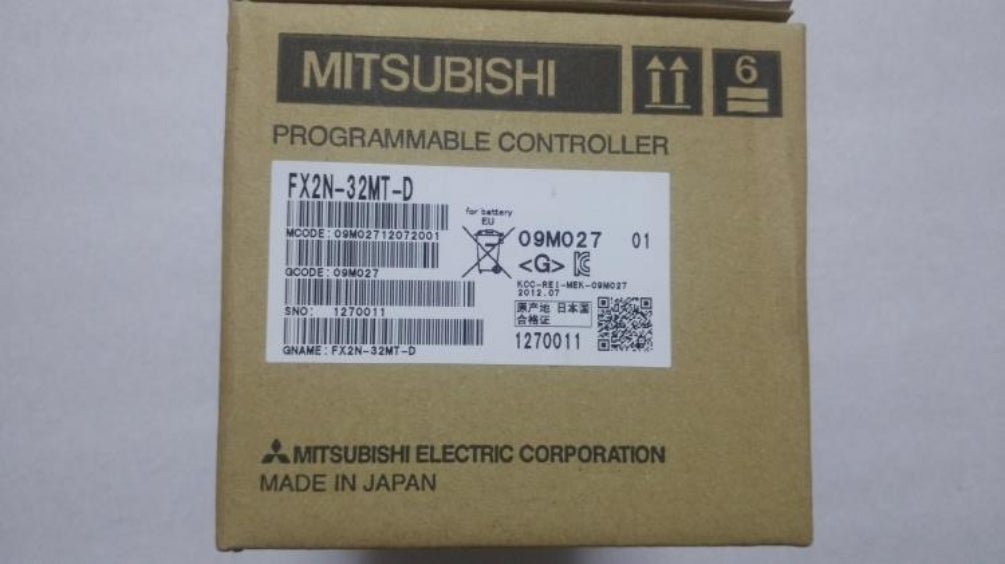 MITSUBISHI
6
PROGRAMMABLE CONTROLLER
FX2N-32MT-D
MCODE: 09M02712072001
QCODE: 09M027
SNO: 1270011
GNAME: FX2N-32MT-D
for battery
EU
09M027 01
<G>
KCC-REI-MEK-09M027
2012.07
原产地 日本国
合格证
1270011
MITSUBISHI ELECTRIC CORPORATION
MADE IN JAPAN